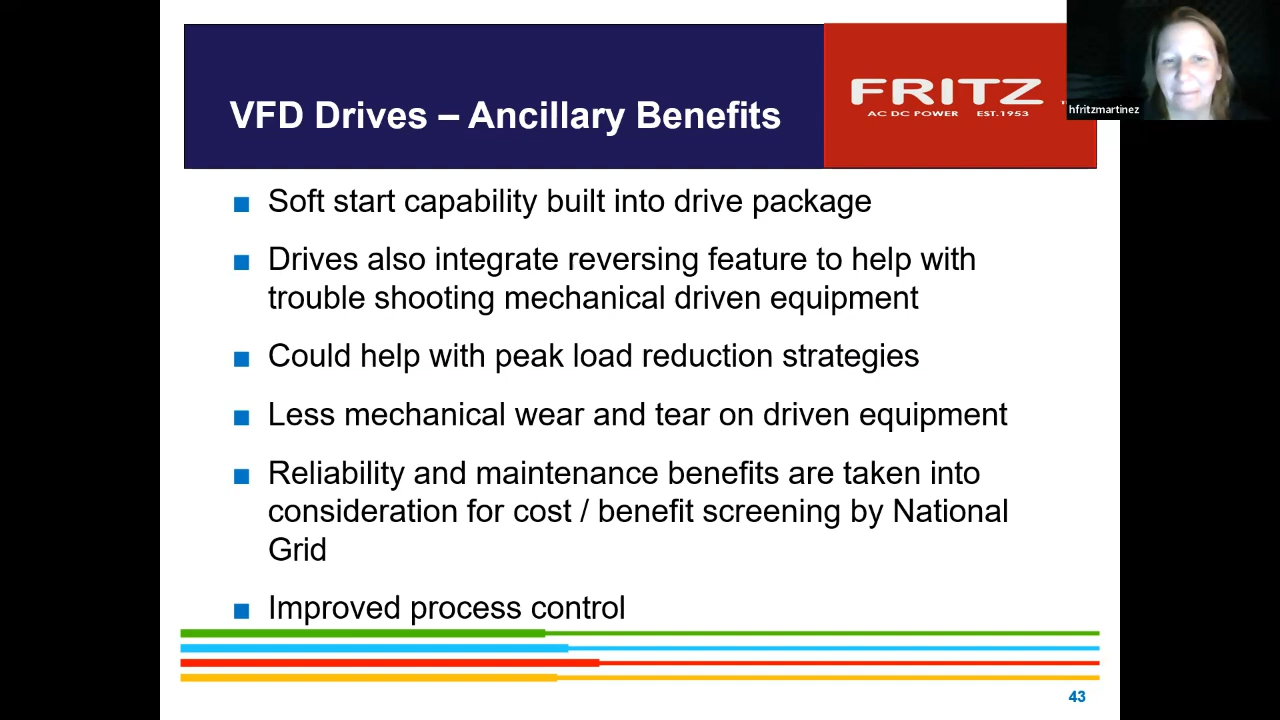 VFD Drives – Ancillary Benefits
FRITZ
AC DC POWER EST.1953
hfritzmartinez
Soft start capability built into drive package
Drives also integrate reversing feature to help with
trouble shooting mechanical driven equipment
Could help with peak load reduction strategies
Less mechanical wear and tear on driven equipment
Reliability and maintenance benefits are taken into
consideration for cost / benefit screening by National
Grid
Improved process control
43